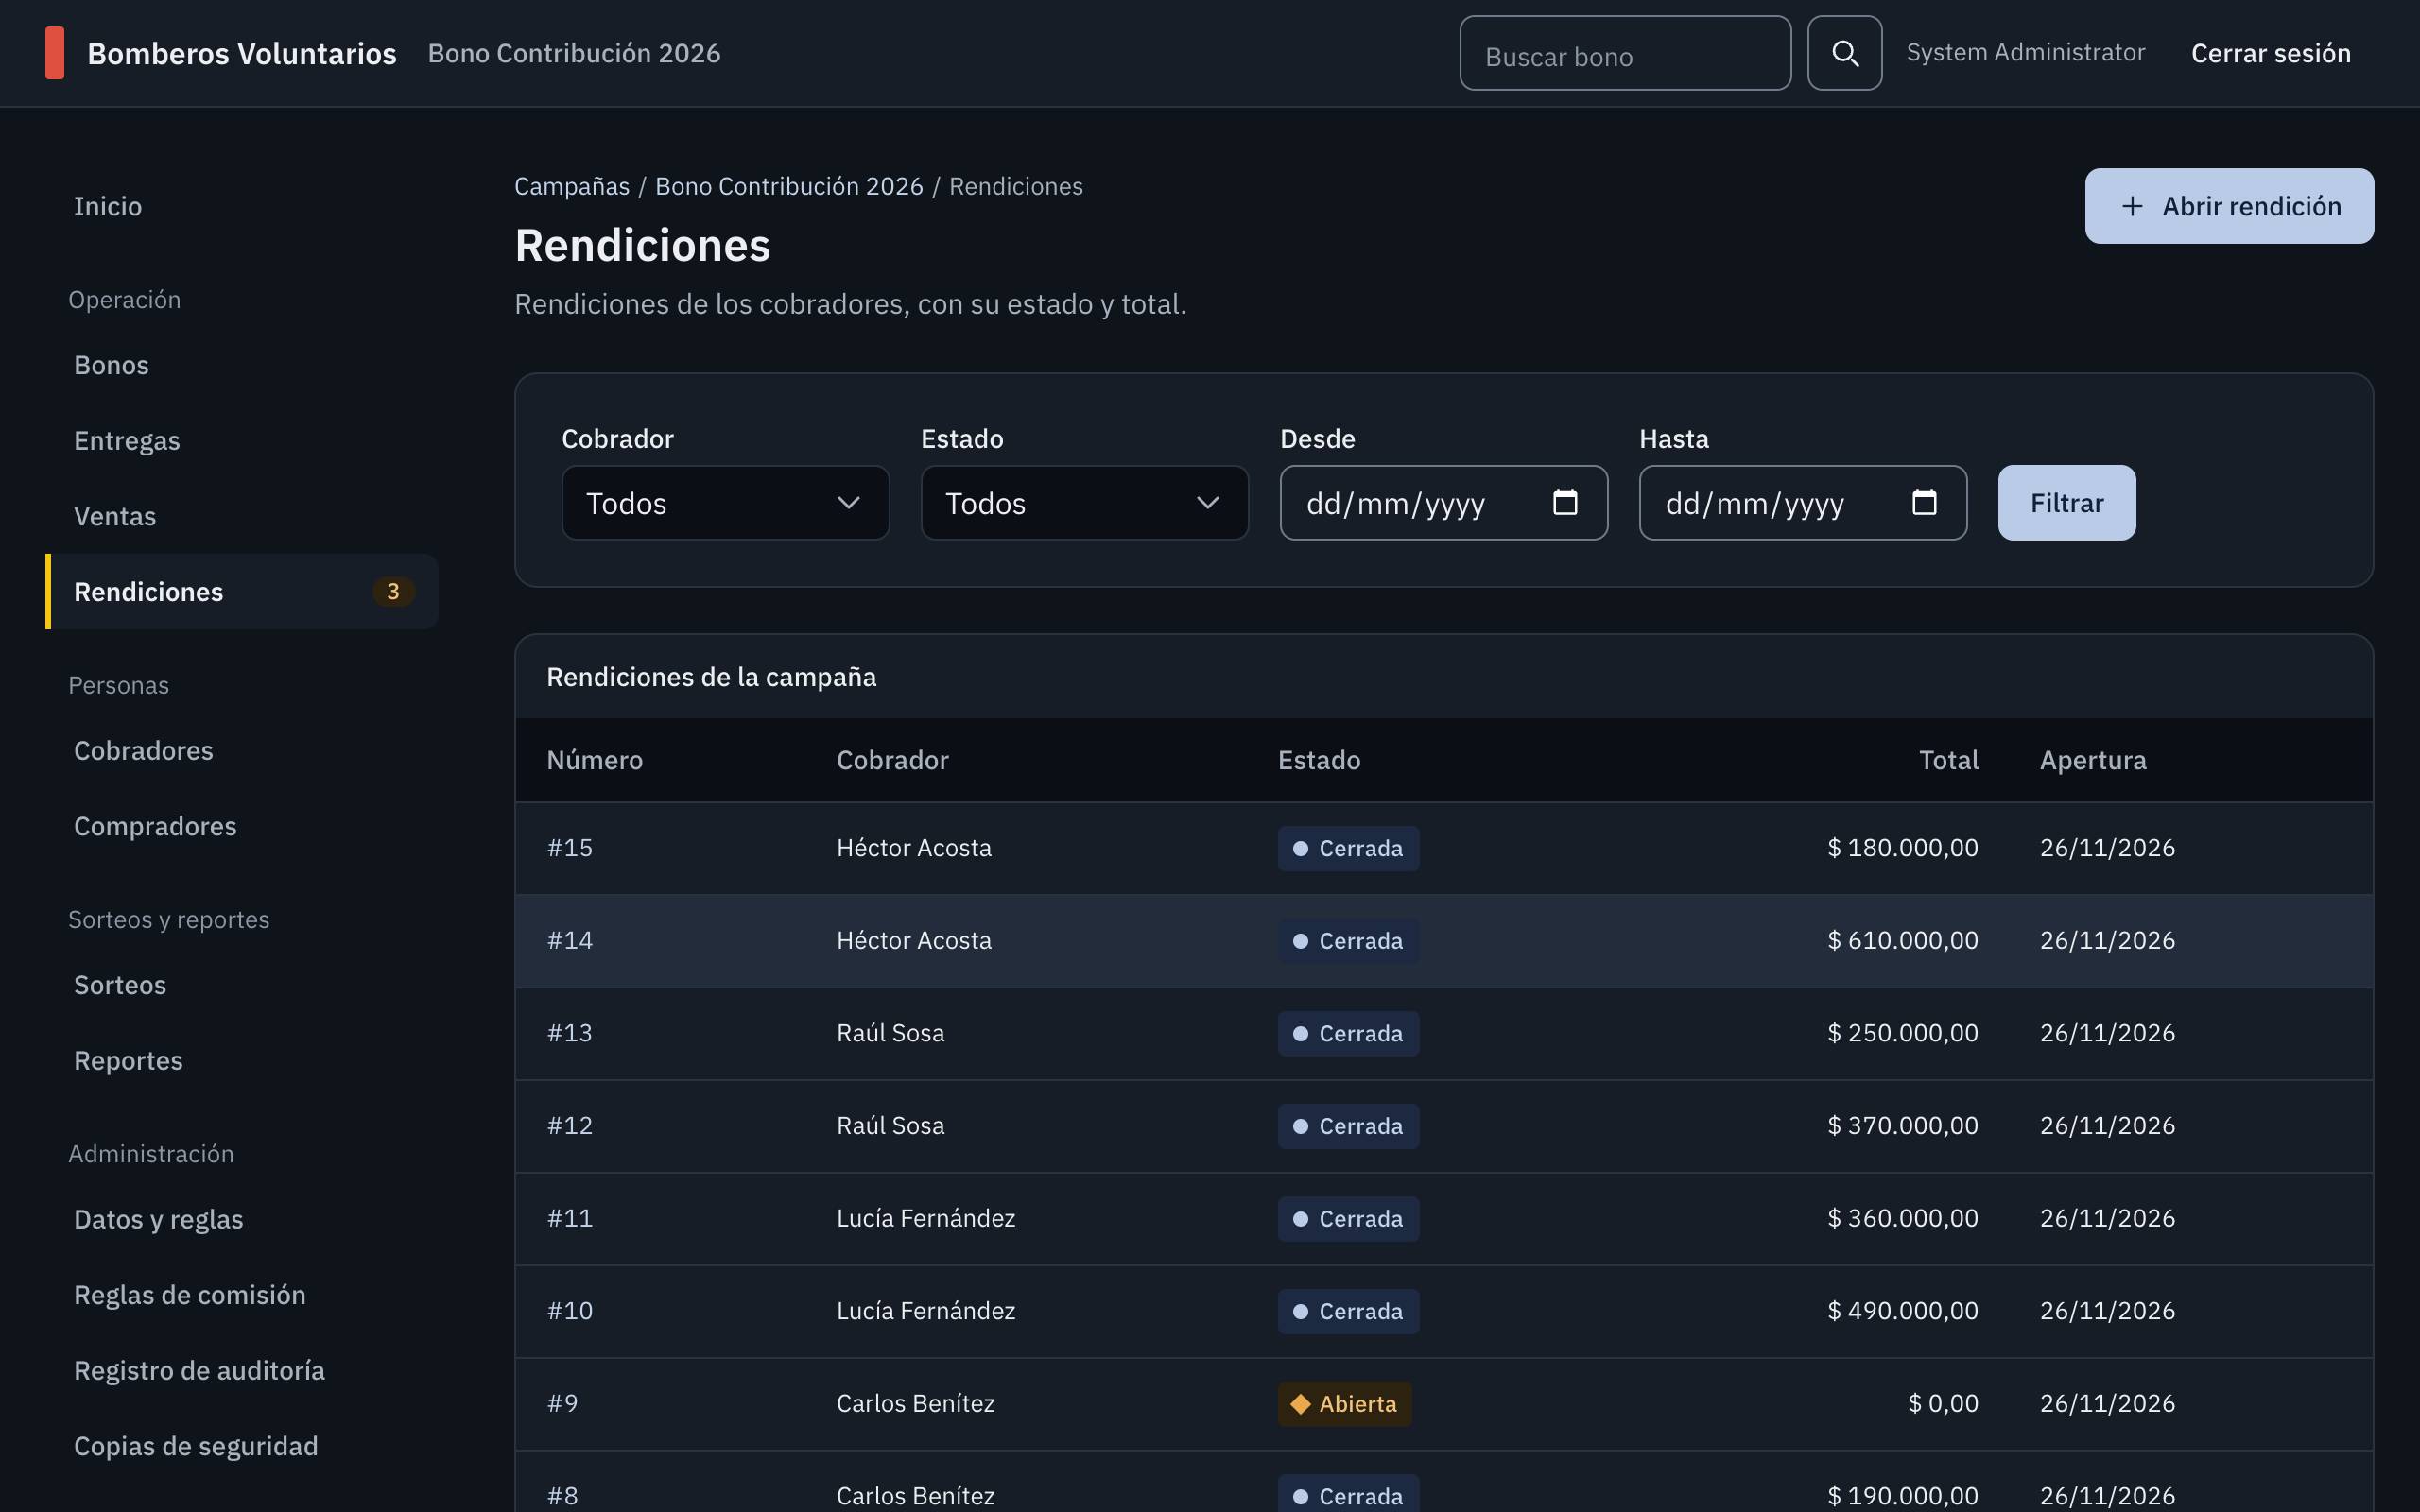 Bomberos Voluntarios Bono Contribución 2026 Buscar bono System Administrator Cerrar sesión
Inicio
Operación
Bonos
Entregas
Ventas
Rendiciones 3
Personas
Cobradores
Compradores
Sorteos y reportes
Sorteos
Reportes
Administración
Datos y reglas
Reglas de comisión
Registro de auditoría
Copias de seguridad
Campañas / Bono Contribución 2026 / Rendiciones
Rendiciones
Rendiciones de los cobradores, con su estado y total.
+ Abrir rendición
Cobrador Estado Desde Hasta
Todos Todos dd/mm/yyyy dd/mm/yyyy Filtrar
Rendiciones de la campaña
Número Cobrador Estado Total Apertura
#15 Héctor Acosta Cerrada $ 180.000,00 26/11/2026
#14 Héctor Acosta Cerrada $ 610.000,00 26/11/2026
#13 Raúl Sosa Cerrada $ 250.000,00 26/11/2026
#12 Raúl Sosa Cerrada $ 370.000,00 26/11/2026
#11 Lucía Fernández Cerrada $ 360.000,00 26/11/2026
#10 Lucía Fernández Cerrada $ 490.000,00 26/11/2026
#9 Carlos Benítez Abierta $ 0,00 26/11/2026
#8 Carlos Benítez Cerrada $ 190.000,00 26/11/2026